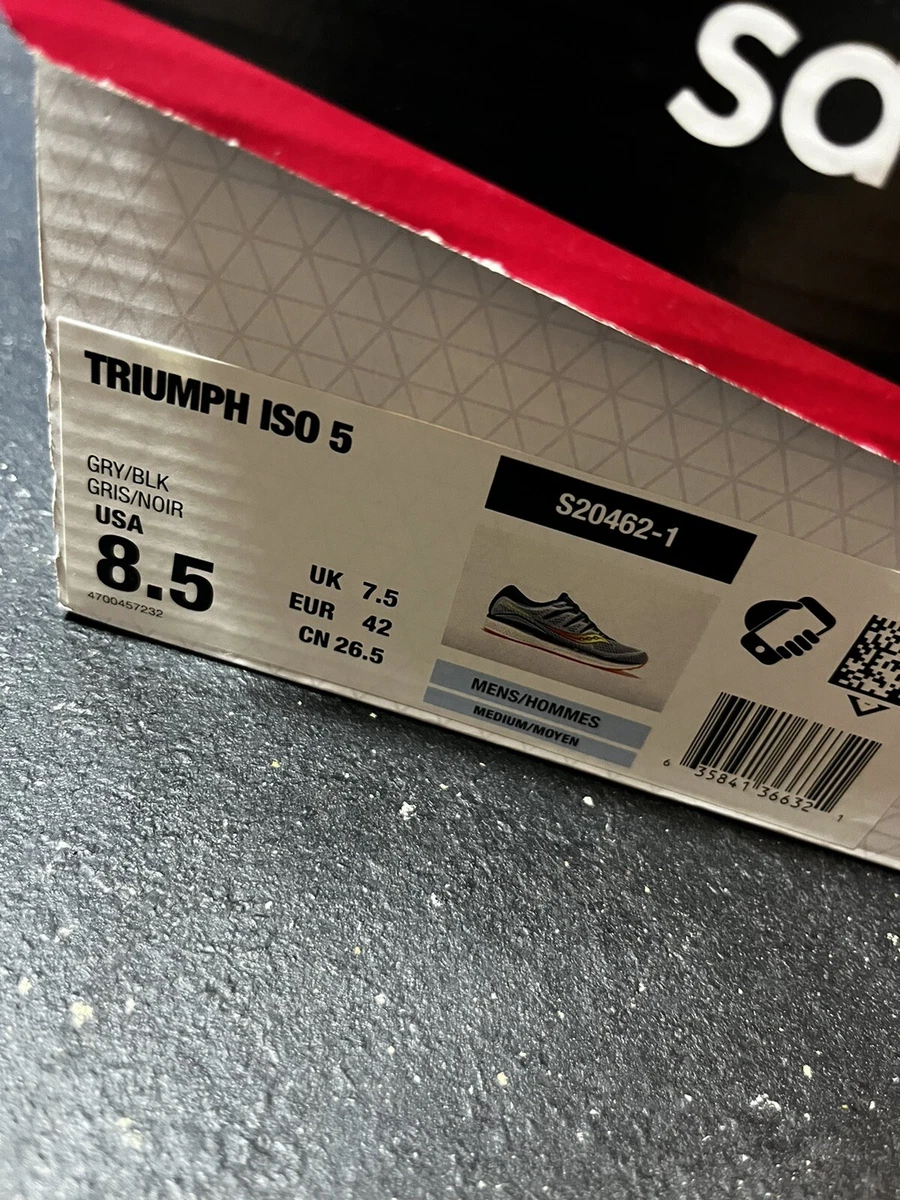 sa
TRIUMPH ISO 5
GRY/BLK
GRIS/NOIR
USA
8.5
4700457232
UK 7.5
EUR 42
CN 26.5
S20462-1
MENS/HOMMES
MEDIUM/MOYEN
6 35841 36632 1